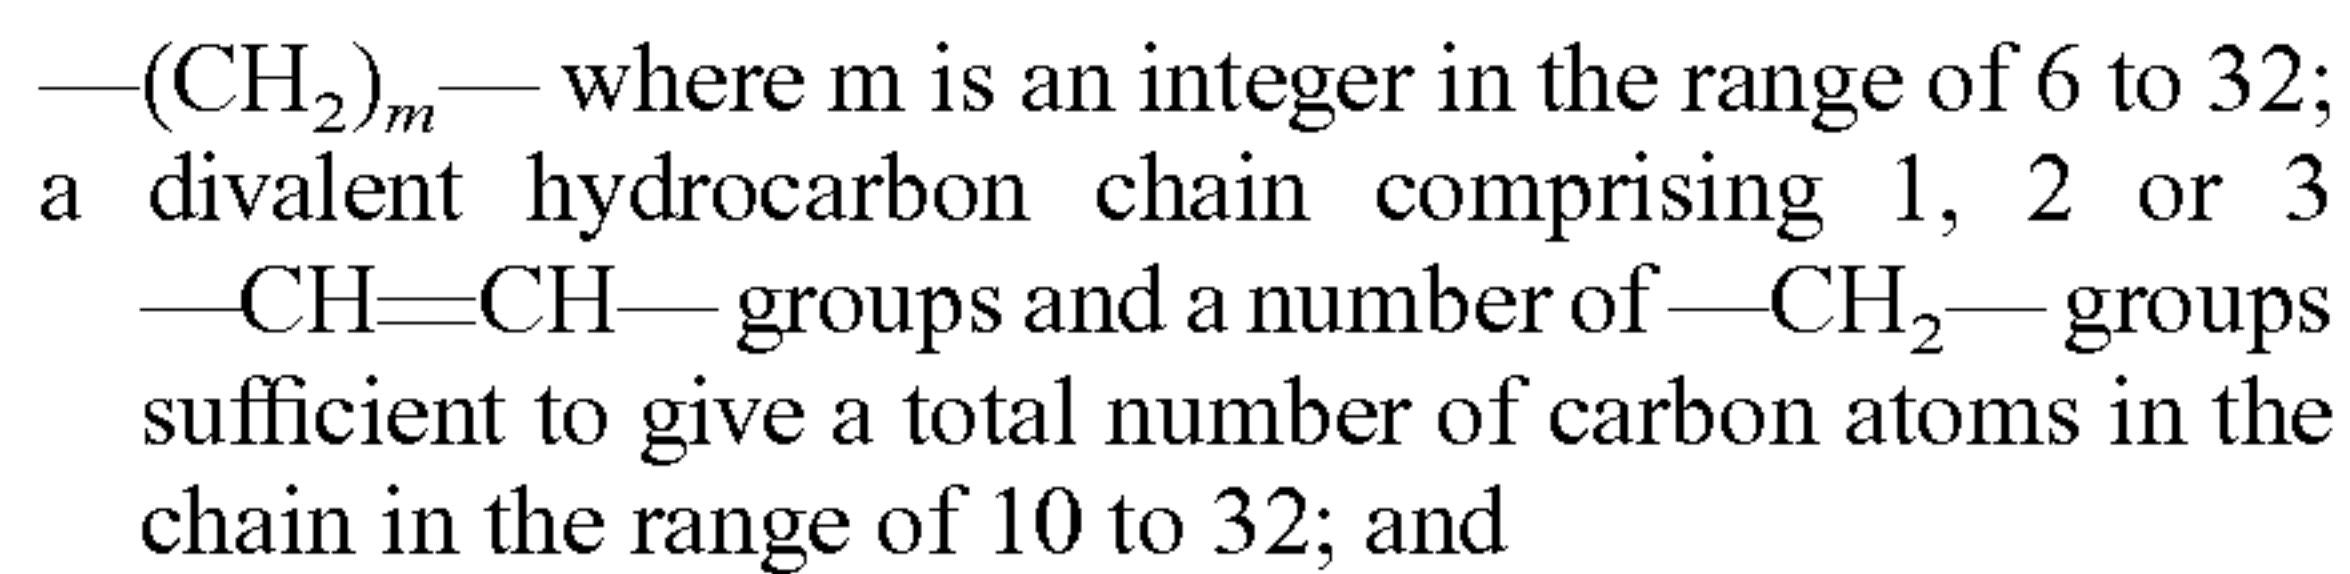 —(CH₂)ₘ— where m is an integer in the range of 6 to 32;
a divalent hydrocarbon chain comprising 1, 2 or 3
—CH=CH— groups and a number of —CH₂— groups
sufficient to give a total number of carbon atoms in the
chain in the range of 10 to 32; and